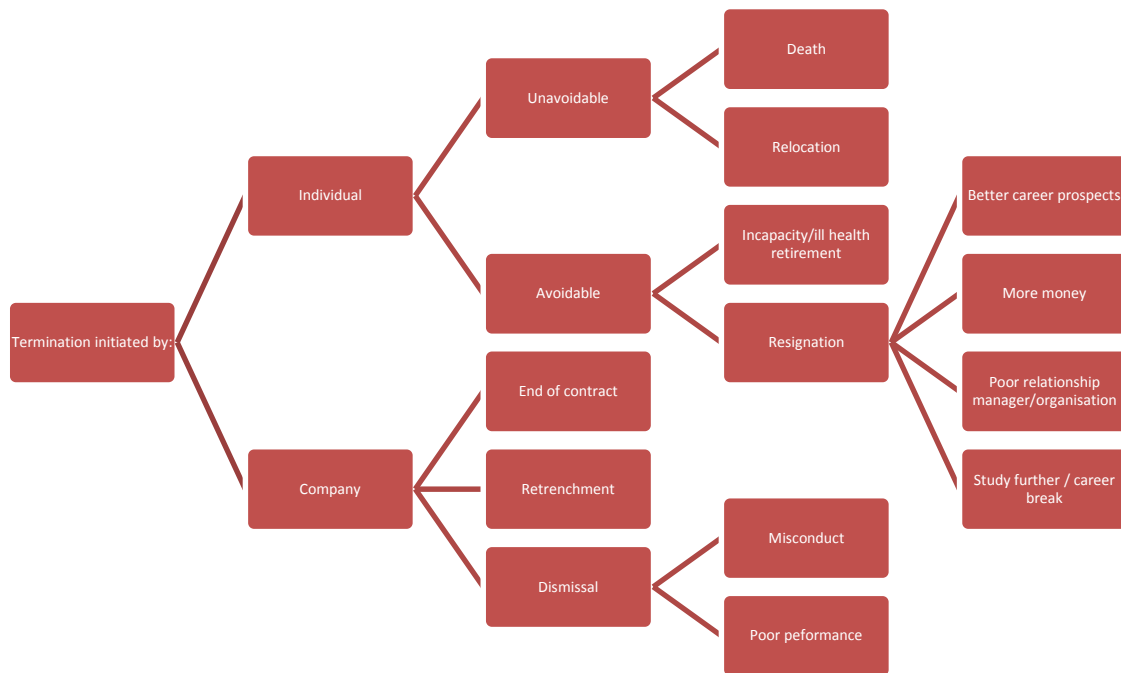 Termination initiated by:
Individual
Unavoidable
Death
Relocation
Avoidable
Incapacity/ill health
retirement
Resignation
Better career prospects
More money
Poor relationship
manager/organisation
Study further / career
break
Company
End of contract
Retrenchment
Dismissal
Misconduct
Poor peformance